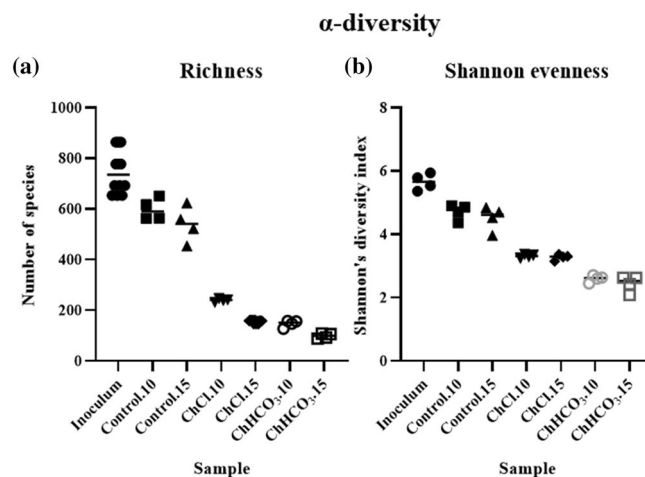 α-diversity
(a) Richness
Number of species
1000
800
600
400
200
0
Inoculum
Control.10
Control.15
ChCl.10
ChCl.15
ChHCO₃.10
ChHCO₃.15
Sample
(b) Shannon evenness
Shannon's diversity index
8
6
4
2
0
Inoculum
Control.10
Control.15
ChCl.10
ChCl.15
ChHCO₃.10
ChHCO₃.15
Sample